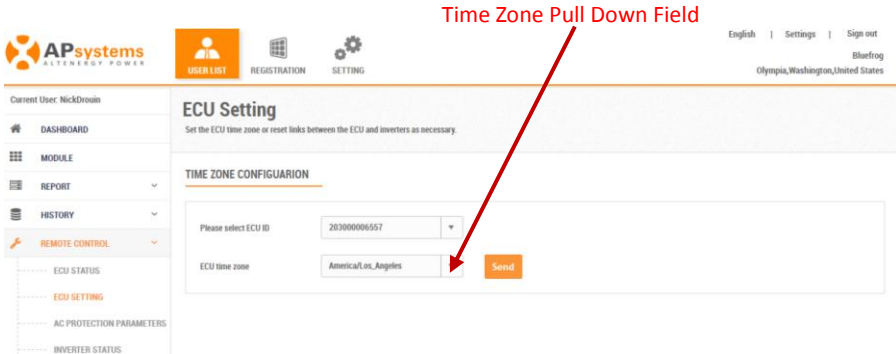 Time Zone Pull Down Field
English | Settings | Sign out
APsystems
ALTENERGY POWER
USER LIST
REGISTRATION
SETTING
Bluefrog
Olympia,Washington,United States
Current User: NickDrouin
DASHBOARD
MODULE
REPORT
HISTORY
REMOTE CONTROL
ECU STATUS
ECU SETTING
AC PROTECTION PARAMETERS
INVERTER STATUS
ECU Setting
Set the ECU time zone or reset links between the ECU and inverters as necessary.
TIME ZONE CONFIGUARION
Please select ECU ID
203000006557
ECU time zone
America/Los_Angeles
Send